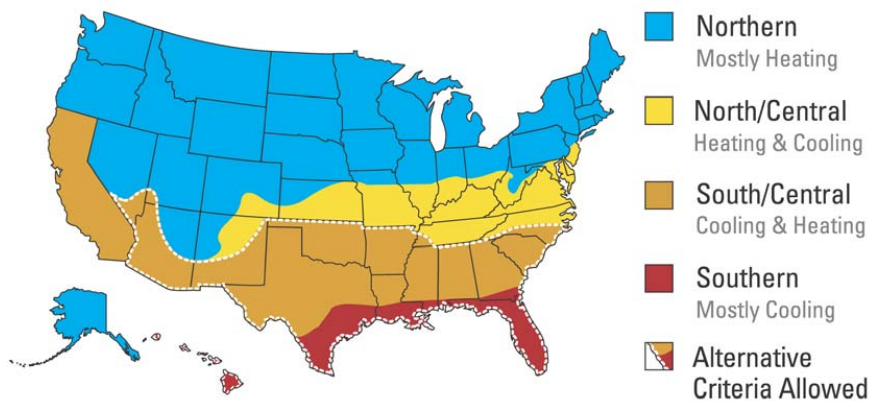 Northern
Mostly Heating
North/Central
Heating & Cooling
South/Central
Cooling & Heating
Southern
Mostly Cooling
Alternative
Criteria Allowed